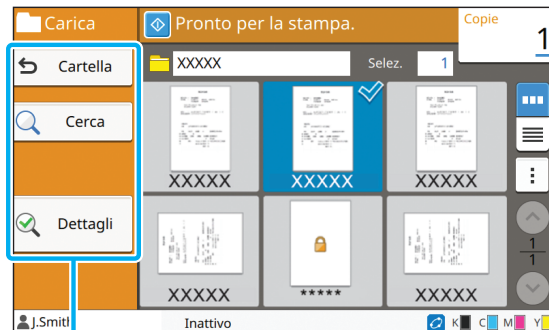 Carica
Pronto per la stampa.
Copie
1
Cartella
XXXXX
Selez.
1
Cerca
XXXXX
XXXXX
XXXXX
Dettagli
1
1
XXXXX
*****
XXXXX
J.Smith
Inattivo
K
C
M
Y